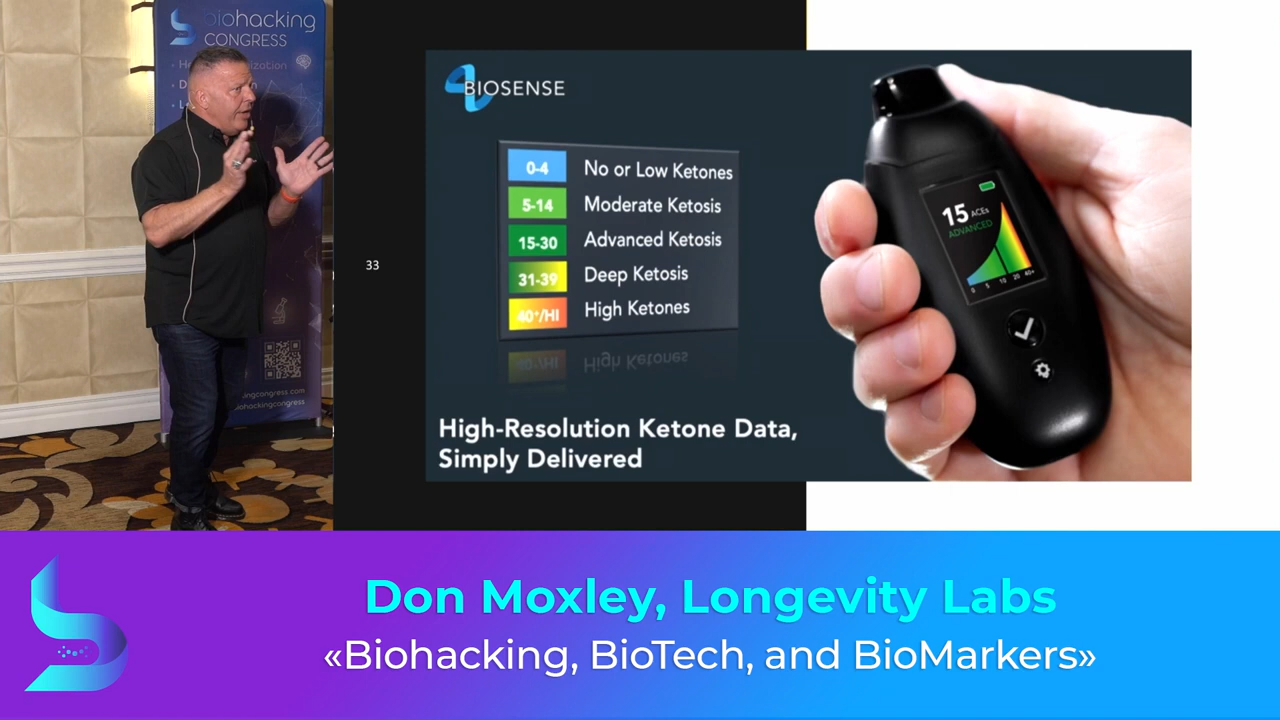 biohacking
CONGRESS
BIOSENSE
0-4 No or Low Ketones
5-14 Moderate Ketosis
15-30 Advanced Ketosis
31-39 Deep Ketosis
40+/HI High Ketones
High-Resolution Ketone Data,
Simply Delivered
15 ACEs
ADVANCED
0 5 10 20 40+
33
Don Moxley, Longevity Labs
«Biohacking, BioTech, and BioMarkers»